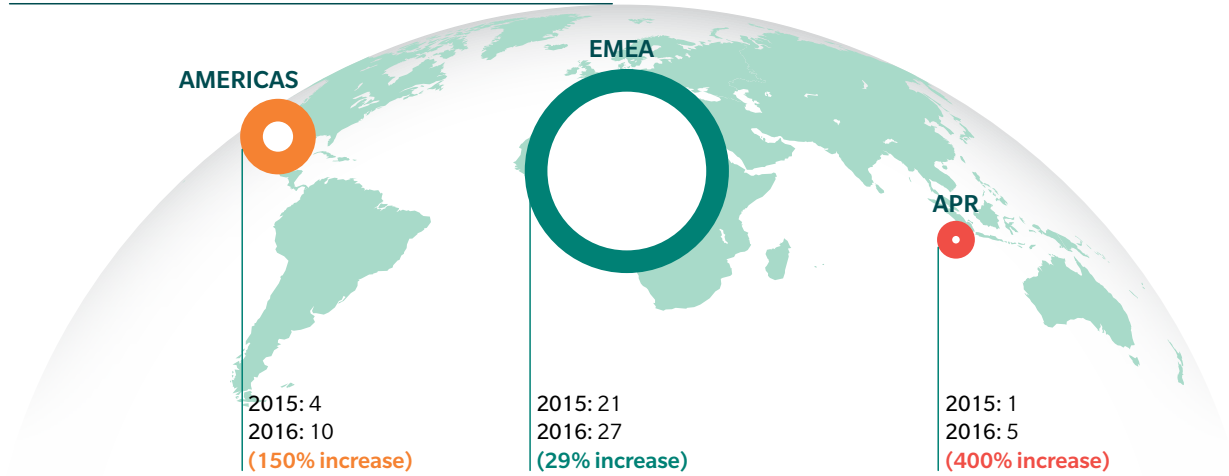 EMEA
AMERICAS
APR
2015: 4
2016: 10
(150% increase)
2015: 21
2016: 27
(29% increase)
2015: 1
2016: 5
(400% increase)